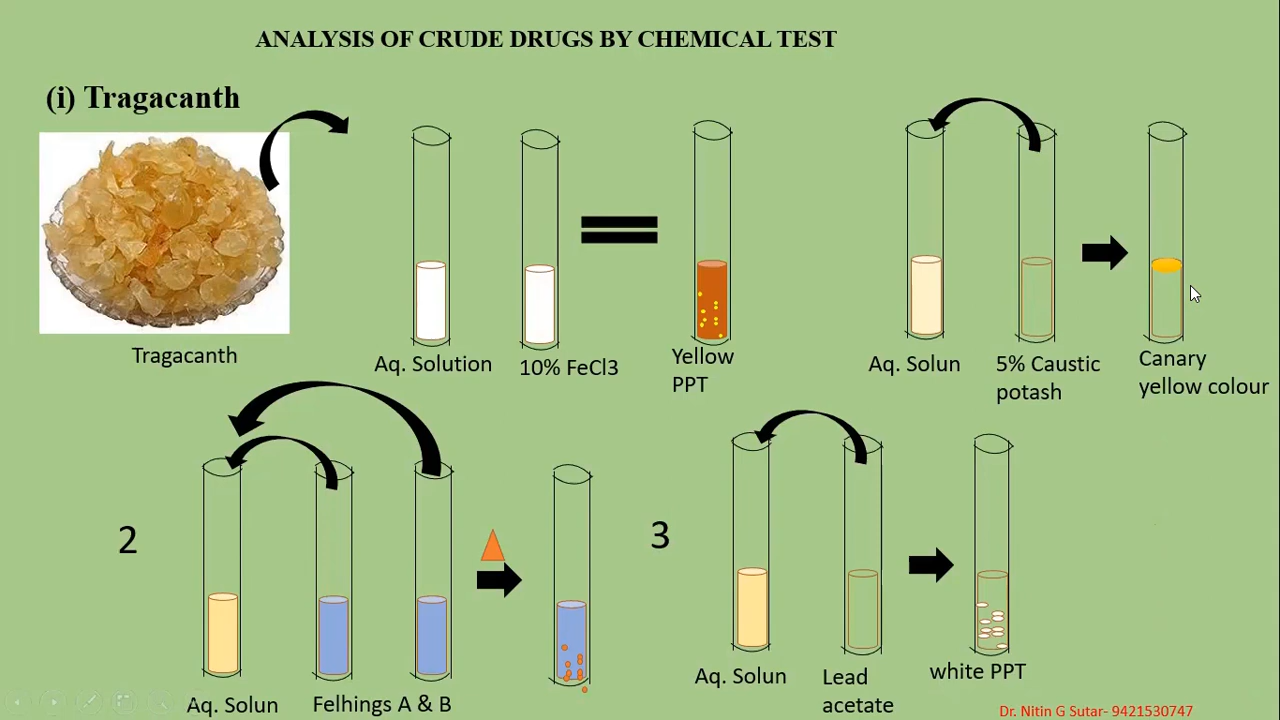 ANALYSIS OF CRUDE DRUGS BY CHEMICAL TEST
(i) Tragacanth
Tragacanth
Aq. Solution
10% FeCl3
Yellow
PPT
Aq. Solun
5% Caustic
potash
Canary
yellow colour
2
Aq. Solun
Felhings A & B
3
Aq. Solun
Lead
acetate
white PPT
Dr. Nitin G Sutar- 9421530747